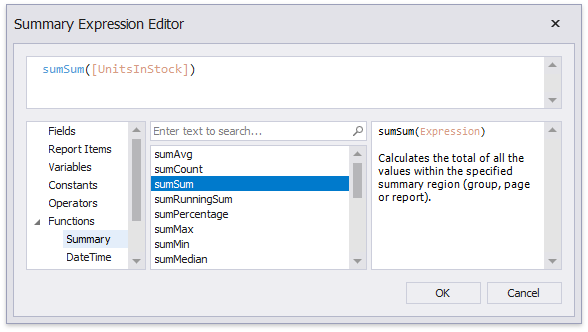 Summary Expression Editor
sumSum([UnitsInStock])
Fields
Report Items
Variables
Constants
Operators
Functions
Summary
DateTime
Enter text to search...
sumAvg
sumCount
sumSum
sumRunningSum
sumPercentage
sumMax
sumMin
sumMedian
sumSum(Expression)
Calculates the total of all the
values within the specified
summary region (group, page
or report).
OK
Cancel